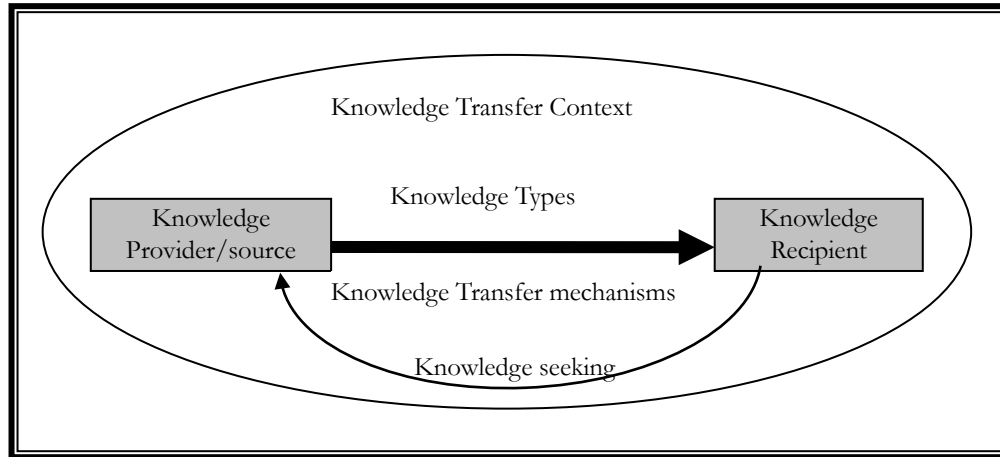 Knowledge Transfer Context
Knowledge Types
Knowledge
Provider/source
Knowledge
Recipient
Knowledge Transfer mechanisms
Knowledge seeking